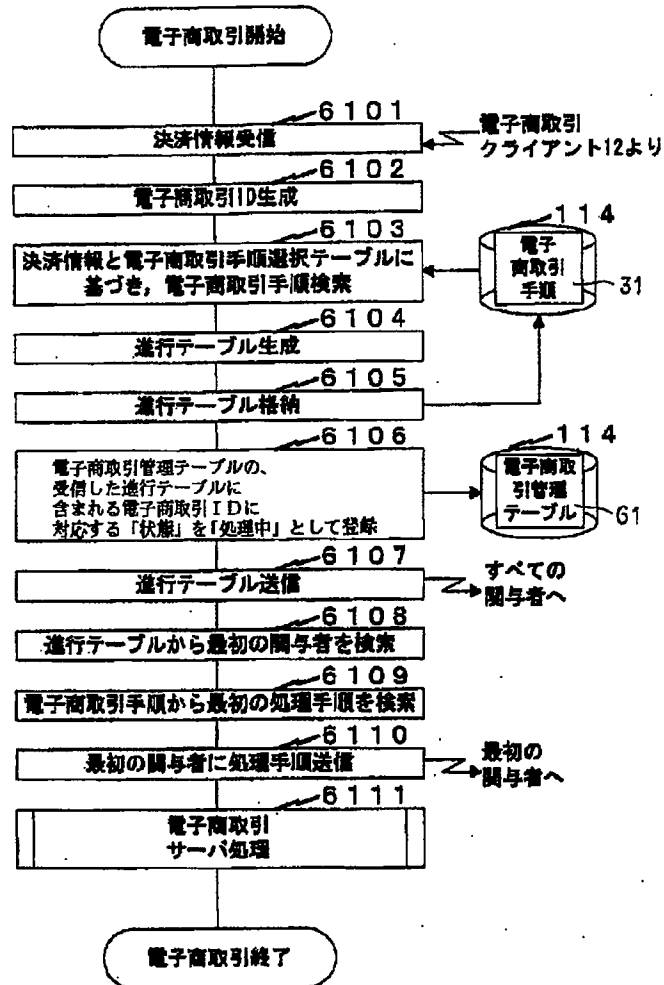 電子商取引開始
6101
決済情報受信
電子商取引
クライアント12より
6102
電子商取引ID生成
6103
決済情報と電子商取引手順選択テーブルに
基づき，電子商取引手順検索
114
電子
商取引
手順
31
6104
進行テーブル生成
6105
進行テーブル格納
6106
電子商取引管理テーブルの、
受信した進行テーブルに
含まれる電子商取引IDに
対応する「状態」を「処理中」として登録
114
電子商取
引管理
テーブル
61
6107
進行テーブル送信
すべての
関与者へ
6108
進行テーブルから最初の関与者を検索
6109
電子商取引手順から最初の処理手順を検索
6110
最初の関与者に処理手順送信
最初の
関与者へ
6111
電子商取引
サーバ処理
電子商取引終了